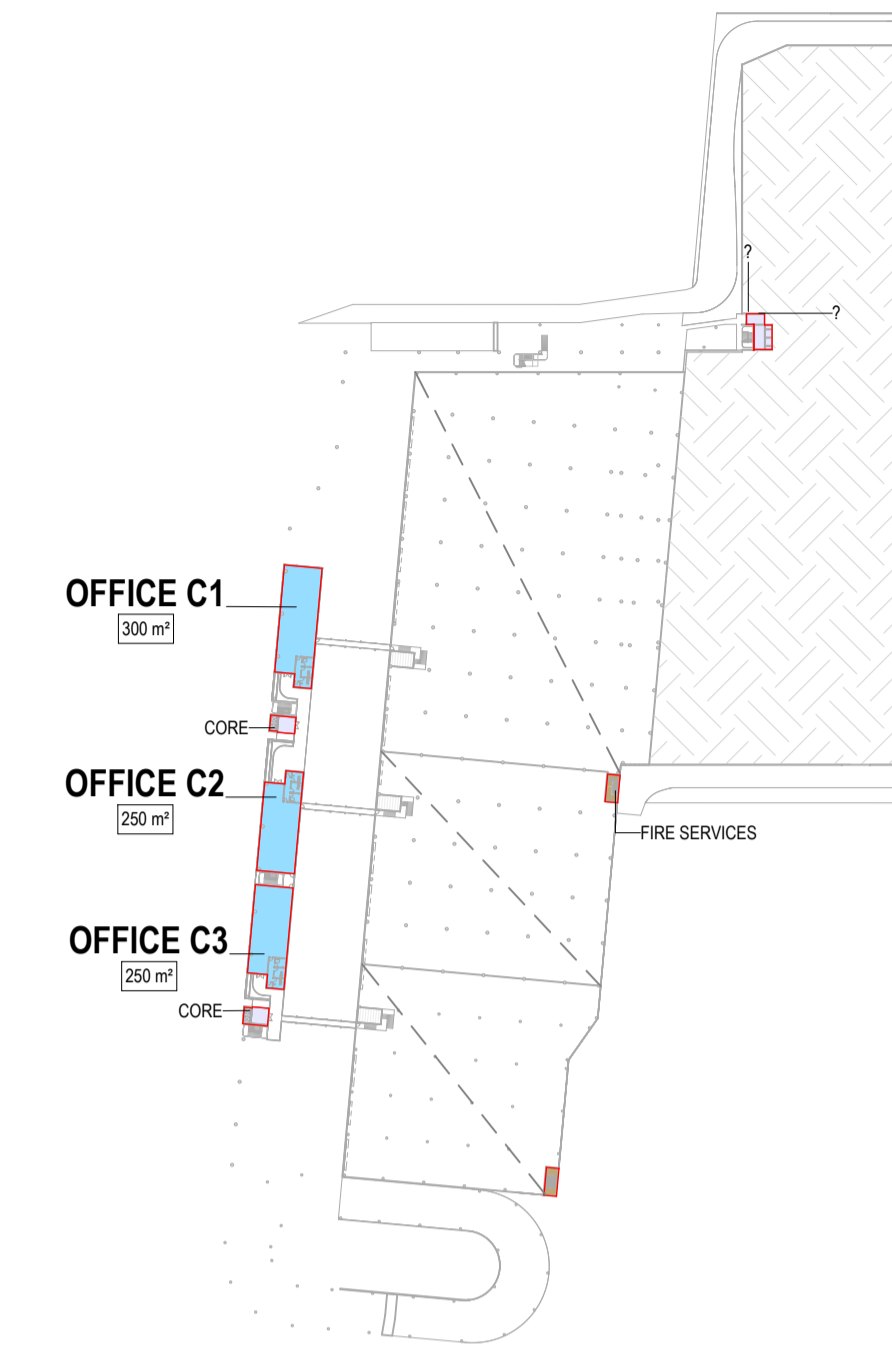 ?
?
OFFICE C1
300 m²
CORE
OFFICE C2
250 m²
FIRE SERVICES
OFFICE C3
250 m²
CORE